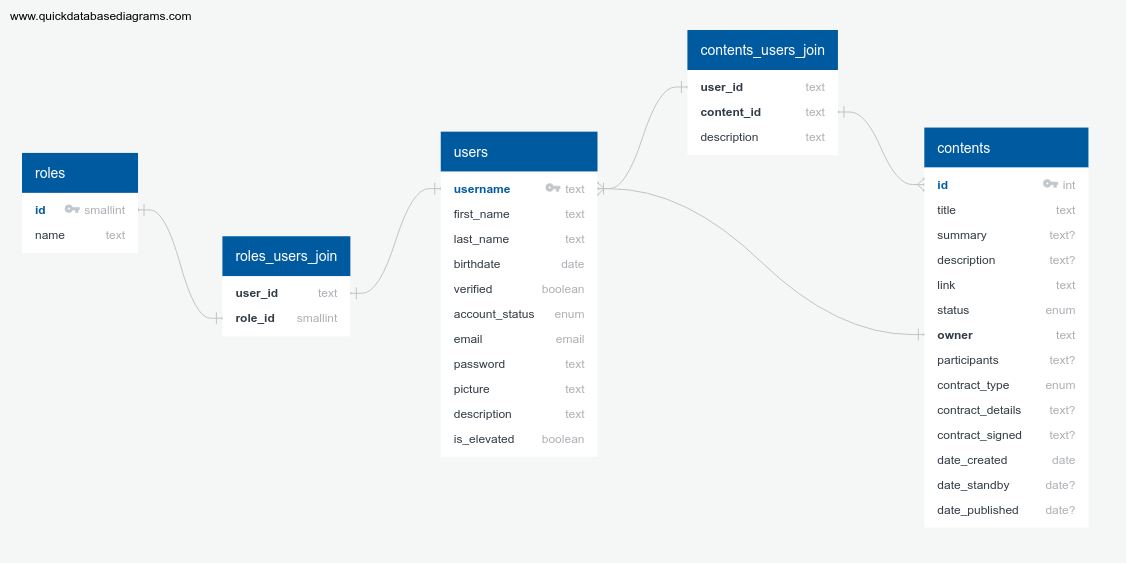 www.quickdatabasediagrams.com
roles
id smallint
name text
roles_users_join
user_id text
role_id smallint
users
username text
first_name text
last_name text
birthdate date
verified boolean
account_status enum
email email
password text
picture text
description text
is_elevated boolean
contents_users_join
user_id text
content_id text
description text
contents
id int
title text
summary text?
description text?
link text
status enum
owner text
participants text?
contract_type enum
contract_details text?
contract_signed text?
date_created date
date_standby date?
date_published date?